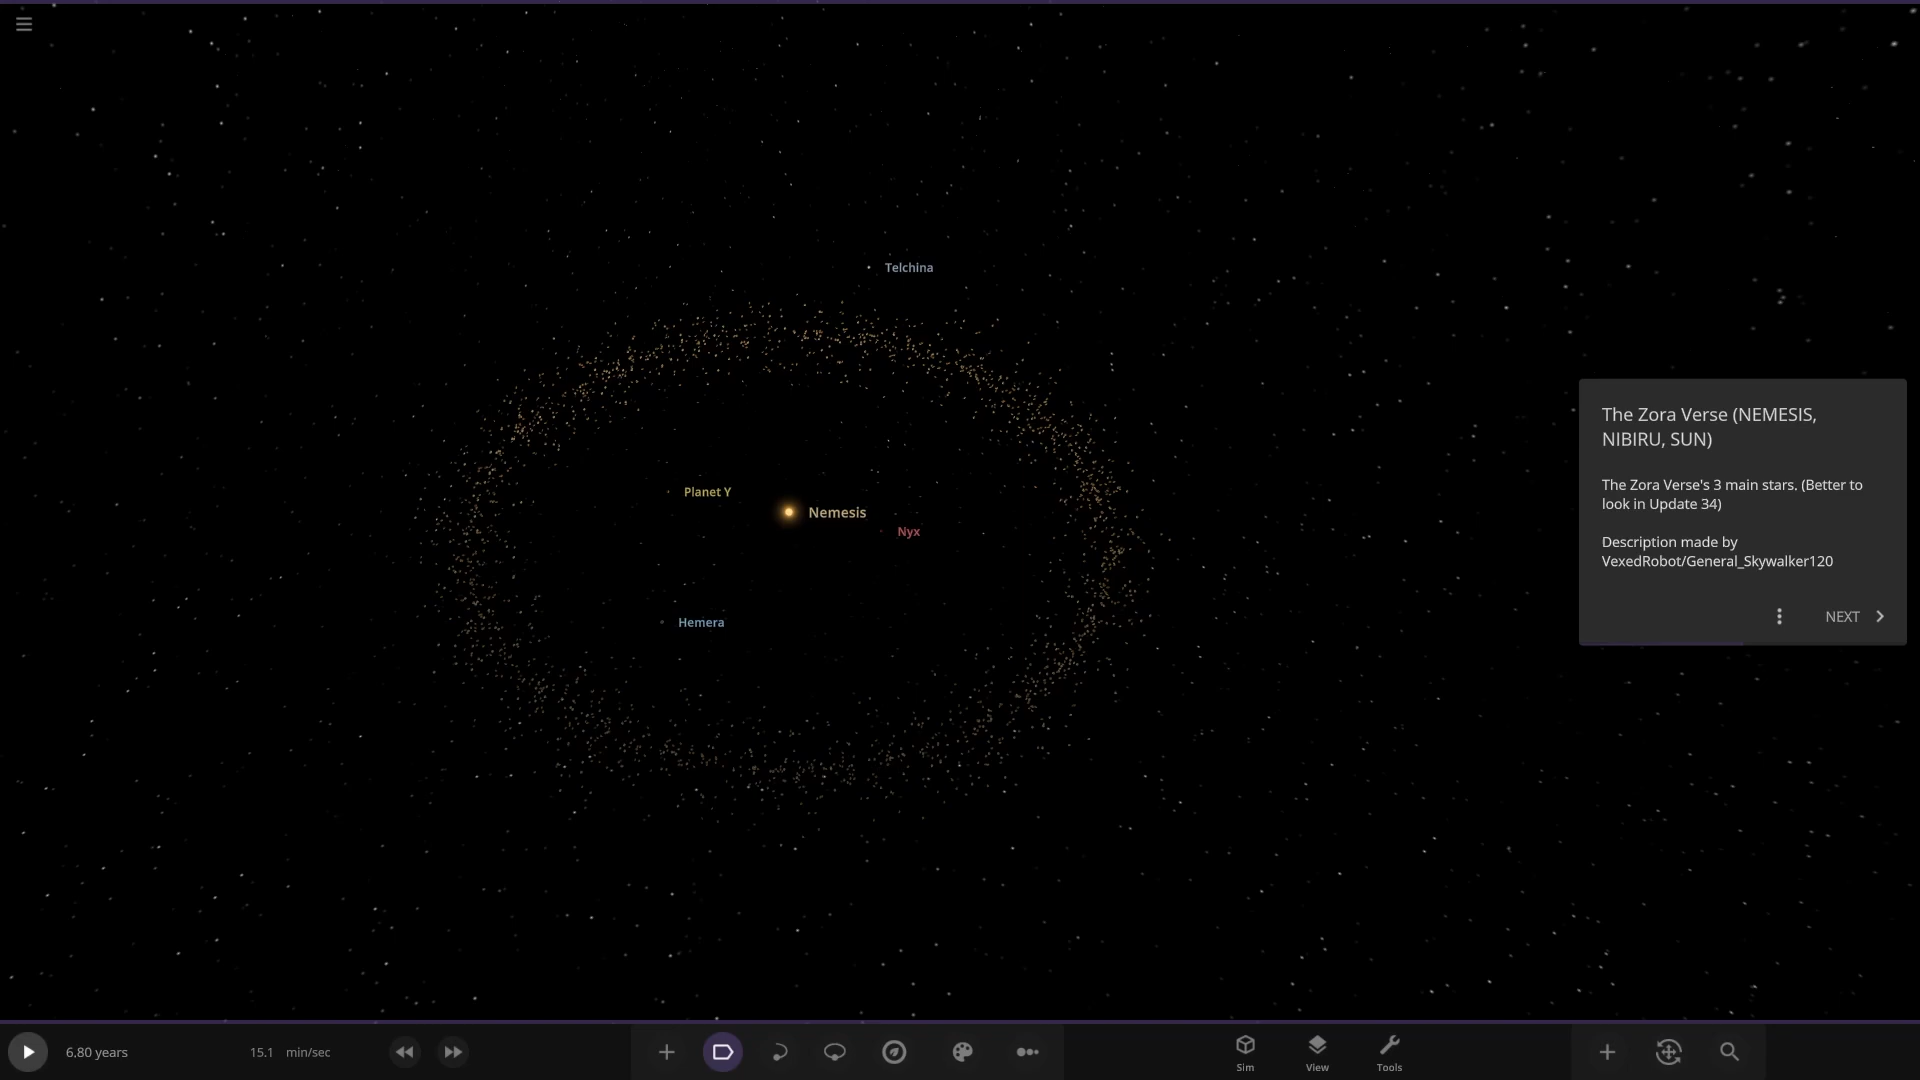 Telchina
Planet Y
Nemesis
Nyx
Hemera
The Zora Verse (NEMESIS,
NIBIRU, SUN)
The Zora Verse's 3 main stars. (Better to
look in Update 34)
Description made by
VexedRobot/General_Skywalker120
NEXT
6.80 years
15.1 min/sec
Sim
View
Tools